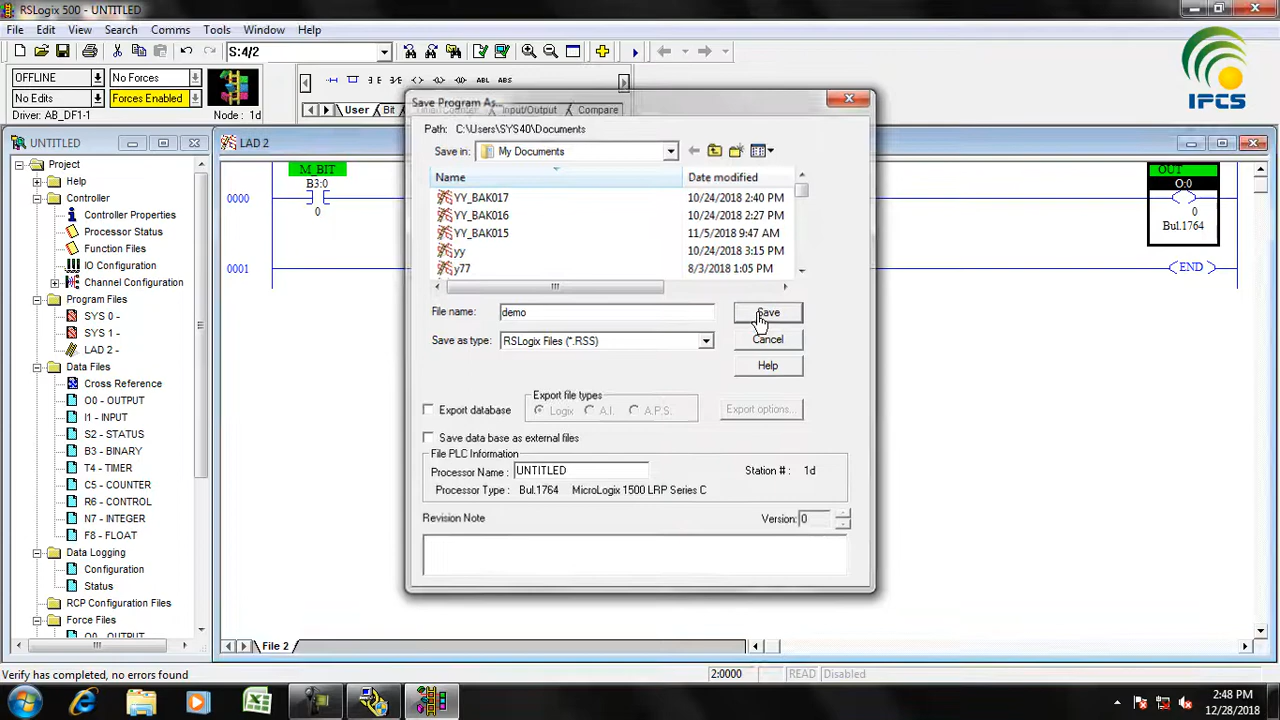 RSLogix 500 - UNTITLED
File Edit View Search Comms Tools Window Help
S:4/2
OFFLINE No Forces
No Edits Forces Enabled
Driver: AB_DF1-1 Node : 1d
User Bit Input/Output Compare
IPCS
UNTITLED
Project
Help
Controller
Controller Properties
Processor Status
Function Files
IO Configuration
Channel Configuration
Program Files
SYS 0 -
SYS 1 -
LAD 2 -
Data Files
Cross Reference
O0 - OUTPUT
I1 - INPUT
S2 - STATUS
B3 - BINARY
T4 - TIMER
C5 - COUNTER
R6 - CONTROL
N7 - INTEGER
F8 - FLOAT
Data Logging
Configuration
Status
RCP Configuration Files
Force Files
O0 - OUTPUT
LAD 2
M_BIT
B3:0
0000
0
0001
OUT
O:0
0
Bul.1764
END
File 2
Save Program As...
Path: C:\Users\SYS40\Documents
Save in: My Documents
Name Date modified
YY_BAK017 10/24/2018 2:40 PM
YY_BAK016 10/24/2018 2:27 PM
YY_BAK015 11/5/2018 9:47 AM
yy 10/24/2018 3:15 PM
y77 8/3/2018 1:05 PM
File name: demo Save
Save as type: RSLogix Files (*.RSS) Cancel
Help
Export file types
Export database Logix A.I. A.P.S. Export options...
Save data base as external files
File PLC Information
Processor Name : UNTITLED Station # : 1d
Processor Type : Bul.1764 MicroLogix 1500 LRP Series C
Revision Note Version: 0
Verify has completed, no errors found 2:0000 READ Disabled
2:48 PM
12/28/2018